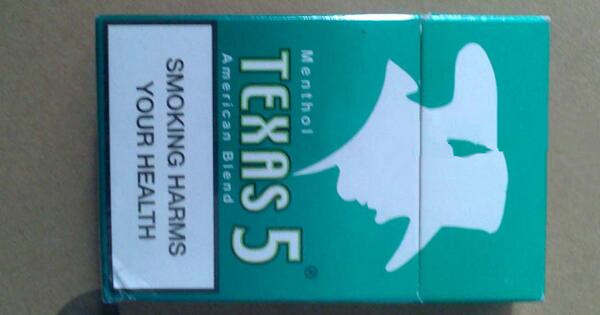 Menthol
TEXAS 5®
American Blend
SMOKING HARMS
YOUR HEALTH